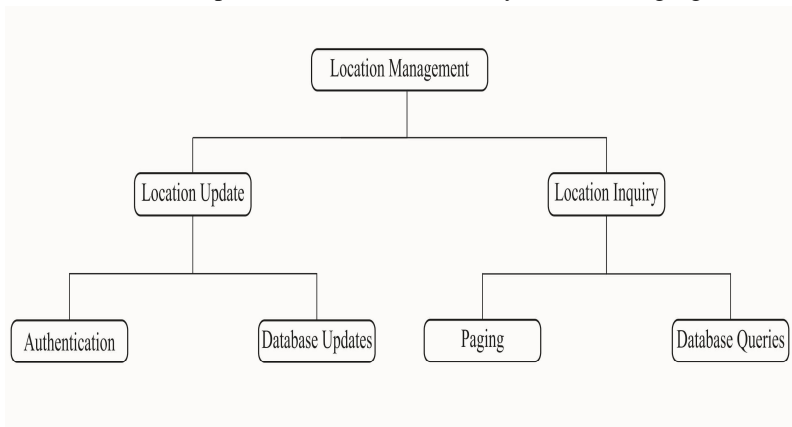 Location Management
Location Update
Location Inquiry
Authentication
Database Updates
Paging
Database Queries